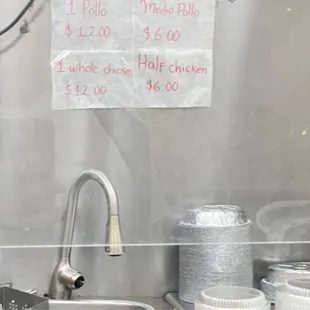 1 Pollo
$12.00
Medio Pollo
$6.00
1 whole chicken
$12.00
Half chicken
$6.00